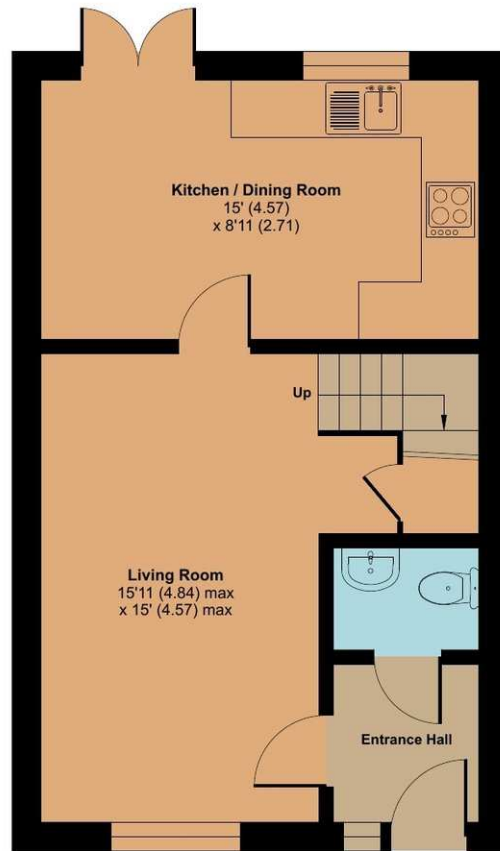 Kitchen / Dining Room
15' (4.57)
x 8'11 (2.71)
Up
Living Room
15'11 (4.84) max
x 15' (4.57) max
Entrance Hall